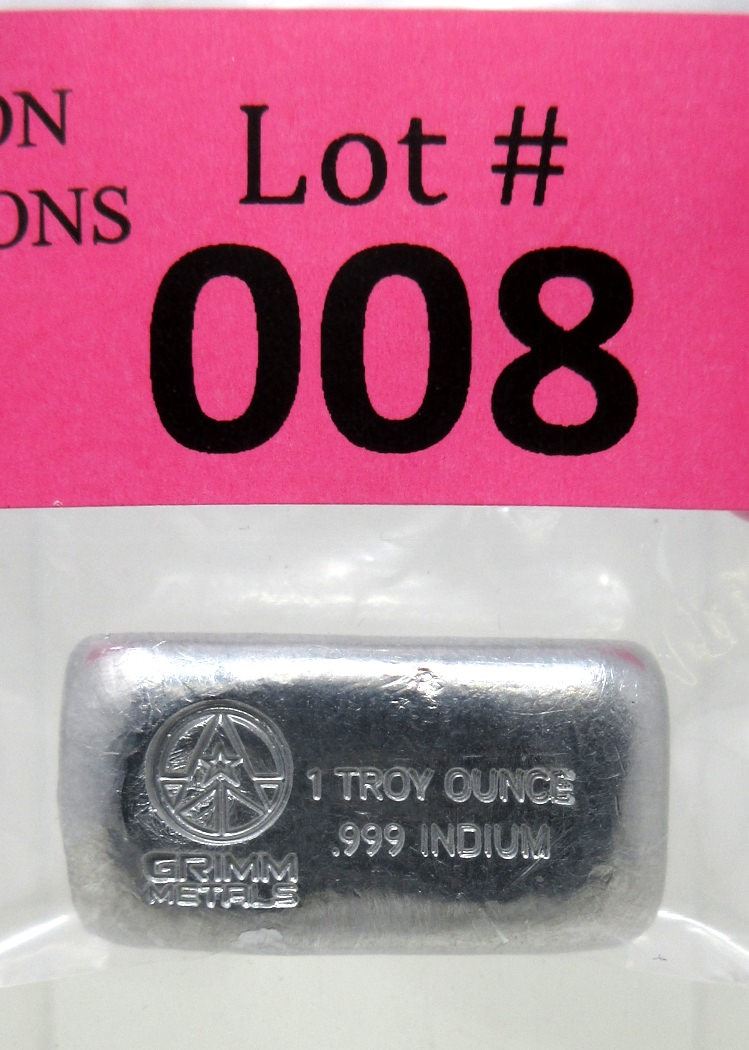 ON
ONS
Lot #
008
1 TROY OUNCE
.999 INDIUM
GRIMM
METALS